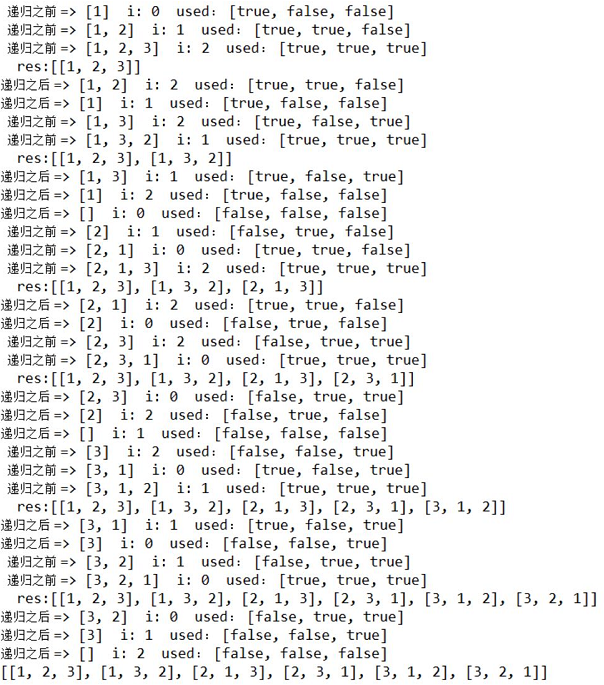 递归之前 => [1]  i: 0  used：[true, false, false]
递归之前 => [1, 2]  i: 1  used：[true, true, false]
递归之前 => [1, 2, 3]  i: 2  used：[true, true, true]
res:[[1, 2, 3]]
递归之后 => [1, 2]  i: 2  used：[true, true, false]
递归之后 => [1]  i: 1  used：[true, false, false]
递归之前 => [1, 3]  i: 2  used：[true, false, true]
递归之前 => [1, 3, 2]  i: 1  used：[true, true, true]
res:[[1, 2, 3], [1, 3, 2]]
递归之后 => [1, 3]  i: 1  used：[true, false, true]
递归之后 => [1]  i: 2  used：[true, false, false]
递归之后 => []  i: 0  used：[false, false, false]
递归之前 => [2]  i: 1  used：[false, true, false]
递归之前 => [2, 1]  i: 0  used：[true, true, false]
递归之前 => [2, 1, 3]  i: 2  used：[true, true, true]
res:[[1, 2, 3], [1, 3, 2], [2, 1, 3]]
递归之后 => [2, 1]  i: 2  used：[true, true, false]
递归之后 => [2]  i: 0  used：[false, true, false]
递归之前 => [2, 3]  i: 2  used：[false, true, true]
递归之前 => [2, 3, 1]  i: 0  used：[true, true, true]
res:[[1, 2, 3], [1, 3, 2], [2, 1, 3], [2, 3, 1]]
递归之后 => [2, 3]  i: 0  used：[false, true, true]
递归之后 => [2]  i: 2  used：[false, true, false]
递归之后 => []  i: 1  used：[false, false, false]
递归之前 => [3]  i: 2  used：[false, false, true]
递归之前 => [3, 1]  i: 0  used：[true, false, true]
递归之前 => [3, 1, 2]  i: 1  used：[true, true, true]
res:[[1, 2, 3], [1, 3, 2], [2, 1, 3], [2, 3, 1], [3, 1, 2]]
递归之后 => [3, 1]  i: 1  used：[true, false, true]
递归之后 => [3]  i: 0  used：[false, false, true]
递归之前 => [3, 2]  i: 1  used：[false, true, true]
递归之前 => [3, 2, 1]  i: 0  used：[true, true, true]
res:[[1, 2, 3], [1, 3, 2], [2, 1, 3], [2, 3, 1], [3, 1, 2], [3, 2, 1]]
递归之后 => [3, 2]  i: 0  used：[false, true, true]
递归之后 => [3]  i: 1  used：[false, false, true]
递归之后 => []  i: 2  used：[false, false, false]
[[1, 2, 3], [1, 3, 2], [2, 1, 3], [2, 3, 1], [3, 1, 2], [3, 2, 1]]